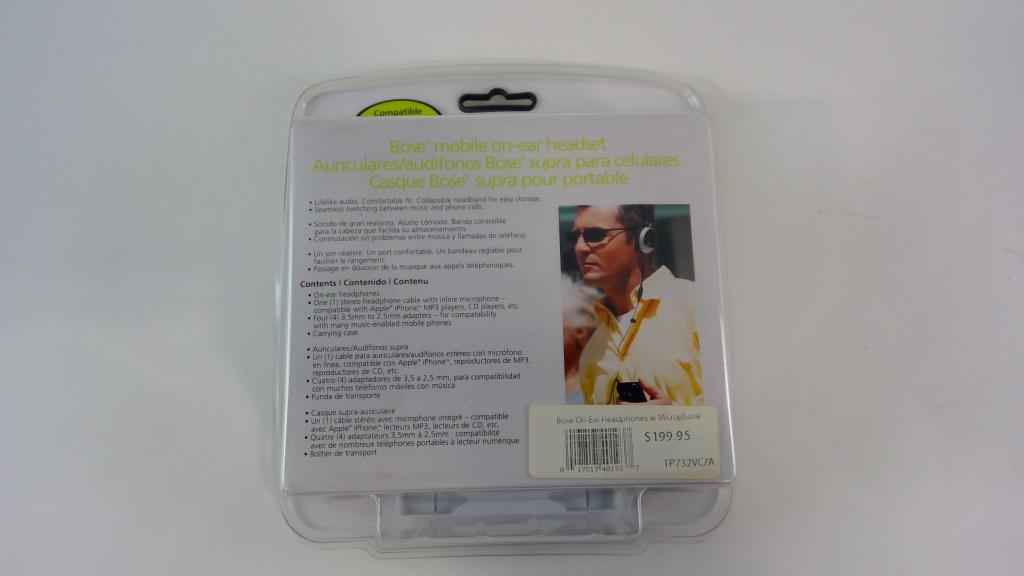 Compatible
Bose® mobile on-ear headset
Auriculares/audífonos Bose® supra para celulares
Casque Bose® supra pour portable
• Lifelike audio. Comfortable fit. Collapsible headband for easy storage.
• Seamless switching between music and phone calls.
• Sonido de gran realismo. Ajuste cómodo. Banda contraíble
para la cabeza que facilita su almacenamiento.
• Conmutación sin problemas entre música y llamadas de teléfono.
• Un son réaliste. Un port confortable. Un bandeau réglable pour
faciliter le rangement.
• Passage en douceur de la musique aux appels téléphoniques.
Contents | Contenido | Contenu
• On-ear headphones
• One (1) stereo headphone cable with inline microphone –
compatible with Apple® iPhone,™ MP3 players, CD players, etc.
• Four (4) 3.5mm to 2.5mm adapters – for compatability
with many music-enabled mobile phones
• Carrying case
• Auriculares/Audífonos supra
• Un (1) cable para auriculares/audífonos estéreo con micrófono
en línea, compatible con Apple® iPhone™, reproductores de MP3,
reproductores de CD, etc.
• Cuatro (4) adaptadores de 3,5 a 2,5 mm, para compatibilidad
con muchos teléfonos móviles con música
• Funda de transporte
• Casque supra-auriculaire
• Un (1) câble stéréo avec microphone intégré – compatible
avec Apple® iPhone,™ lecteurs MP3, lecteurs de CD, etc.
• Quatre (4) adaptateurs 3,5mm à 2,5mm : compatibilité
avec de nombreux téléphones portables à lecteur numérique
• Boîtier de transport
Bose On-Ear Headphones w Microphone
$199.95
0 17817 48195 7
TP732VC/A